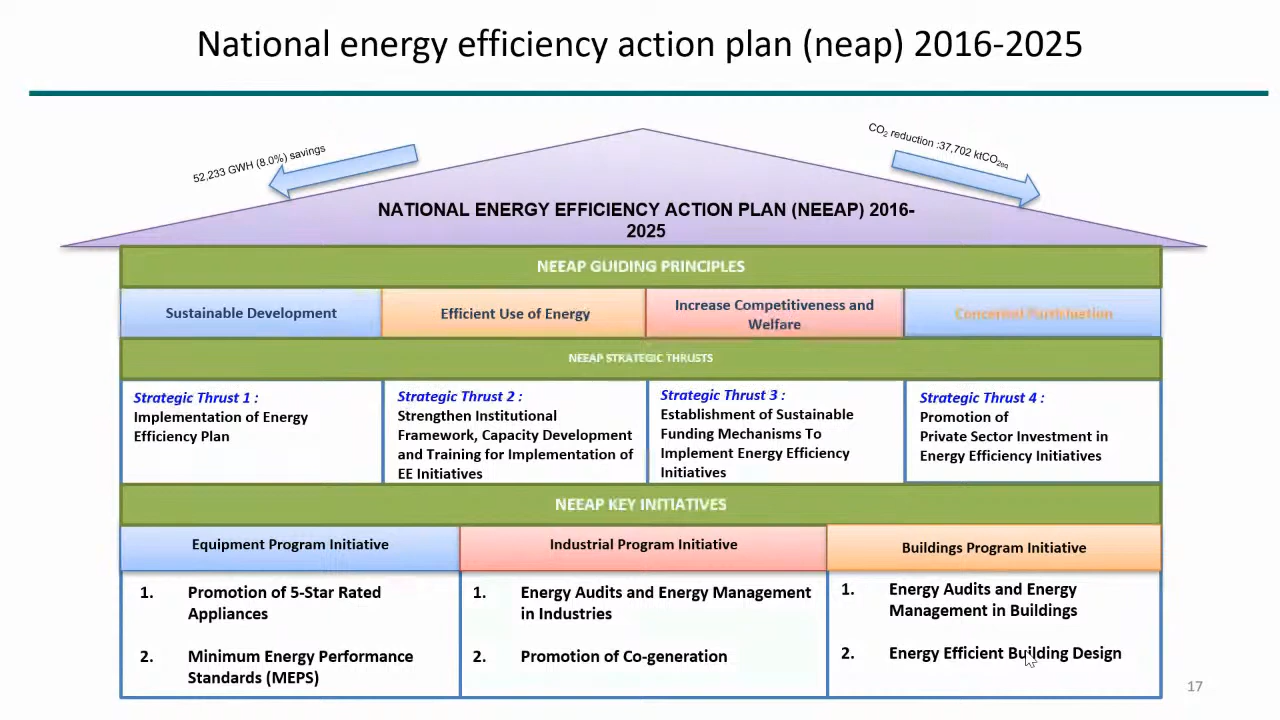 National energy efficiency action plan (neap) 2016-2025
52,233 GWH (8.0%) savings
CO2 reduction :37,702 ktCO2eq
NATIONAL ENERGY EFFICIENCY ACTION PLAN (NEEAP) 2016-
2025
NEEAP GUIDING PRINCIPLES
Sustainable Development
Efficient Use of Energy
Increase Competitiveness and
Welfare
NEEAP STRATEGIC THRUSTS
Strategic Thrust 1 :
Implementation of Energy
Efficiency Plan
Strategic Thrust 2 :
Strengthen Institutional
Framework, Capacity Development
and Training for Implementation of
EE Initiatives
Strategic Thrust 3 :
Establishment of Sustainable
Funding Mechanisms To
Implement Energy Efficiency
Initiatives
Strategic Thrust 4 :
Promotion of
Private Sector Investment in
Energy Efficiency Initiatives
NEEAP KEY INITIATIVES
Equipment Program Initiative
Industrial Program Initiative
Buildings Program Initiative
1. Promotion of 5-Star Rated
Appliances
2. Minimum Energy Performance
Standards (MEPS)
1. Energy Audits and Energy Management
in Industries
2. Promotion of Co-generation
1. Energy Audits and Energy
Management in Buildings
2. Energy Efficient Building Design
17